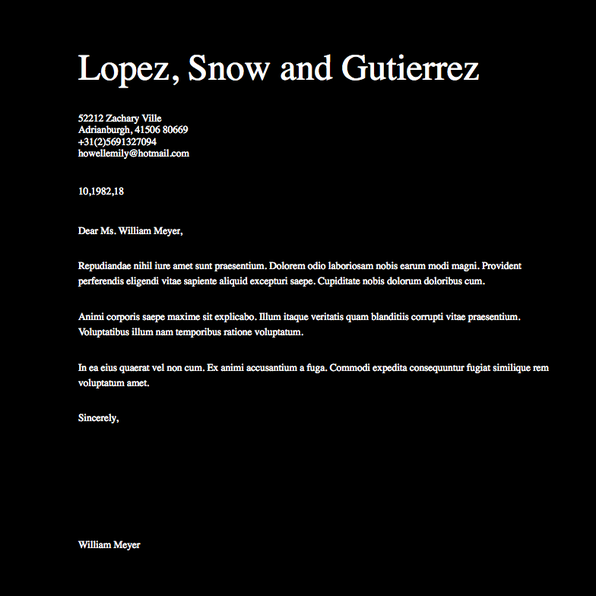 Lopez, Snow and Gutierrez
52212 Zachary Ville
Adrianburgh, 41506 80669
+31(2)5691327094
howellemily@hotmail.com
10,1982,18
Dear Ms. William Meyer,
Repudiandae nihil iure amet sunt praesentium. Dolorem odio laboriosam nobis earum modi magni. Provident
perferendis eligendi vitae sapiente aliquid excepturi saepe. Cupiditate nobis dolorum doloribus cum.
Animi corporis saepe maxime sit explicabo. Illum itaque veritatis quam blanditiis corrupti vitae praesentium.
Voluptatibus illum nam temporibus ratione voluptatum.
In ea eius quaerat vel non cum. Ex animi accusantium a fuga. Commodi expedita consequuntur fugiat similique rem
voluptatum amet.
Sincerely,
William Meyer